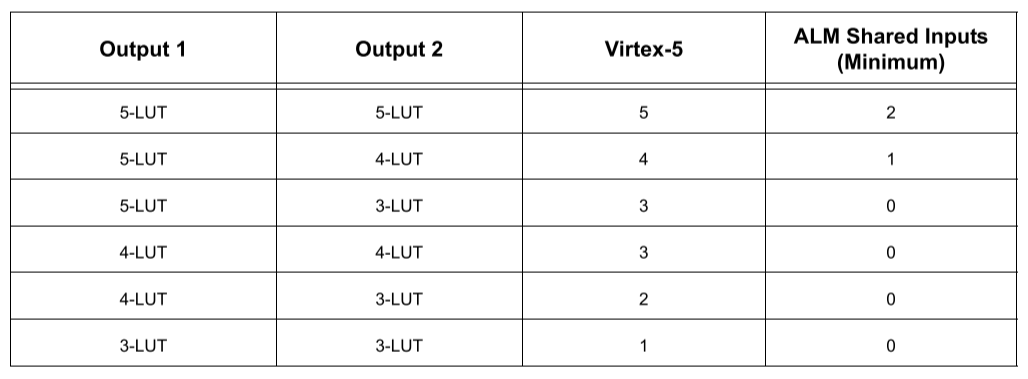 Output 1 Output 2 Virtex-5 ALM Shared Inputs
(Minimum)
5-LUT 5-LUT 5 2
5-LUT 4-LUT 4 1
5-LUT 3-LUT 3 0
4-LUT 4-LUT 3 0
4-LUT 3-LUT 2 0
3-LUT 3-LUT 1 0